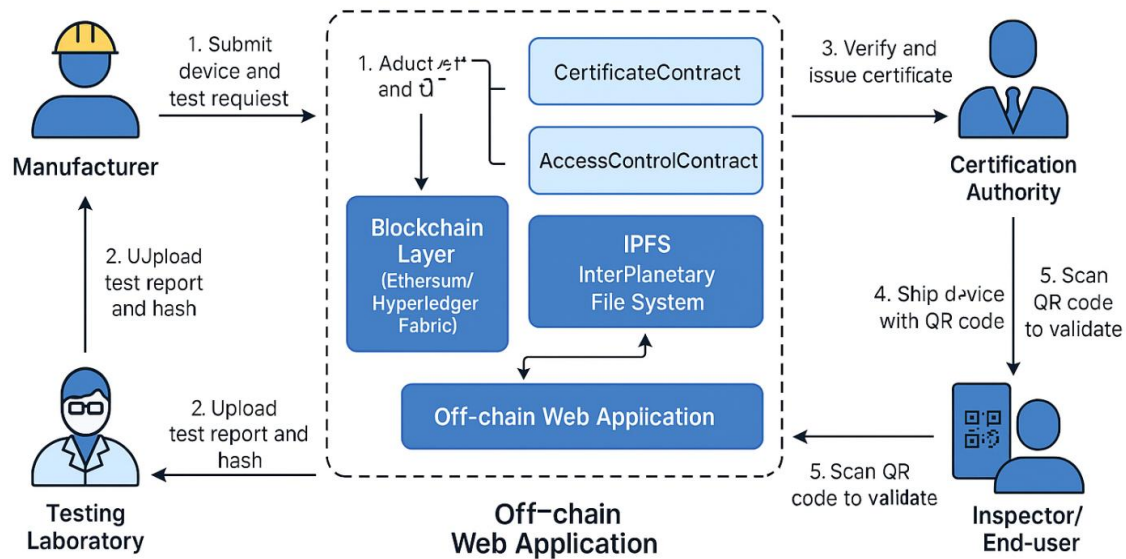 1. Submit
device and
test requiest
Manufacturer
2. UJpload
test report
and hash
Testing
Laboratory
2. Upload
test report and
hash
1.
and
CertificateContract
AccessControlContract
Blockchain
Layer
(Ethersum/
Hyperledger
Fabric)
IPFS
InterPlanetary
File System
Off-chain Web Application
Off-chain
Web Application
3. Verify and
issue certificate
Certification
Authority
4. Ship device
with QR code
5. Scan
QR code
to validate
5. Scan QR
code to validate
Inspector/
End-user